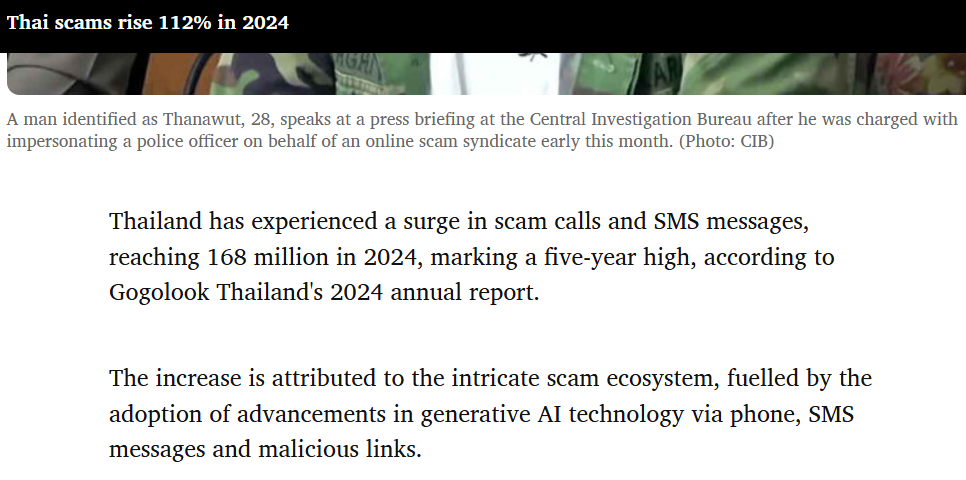 Thai scams rise 112% in 2024
A man identified as Thanawut, 28, speaks at a press briefing at the Central Investigation Bureau after he was charged with
impersonating a police officer on behalf of an online scam syndicate early this month. (Photo: CIB)
Thailand has experienced a surge in scam calls and SMS messages,
reaching 168 million in 2024, marking a five-year high, according to
Gogolook Thailand's 2024 annual report.
The increase is attributed to the intricate scam ecosystem, fuelled by the
adoption of advancements in generative AI technology via phone, SMS
messages and malicious links.